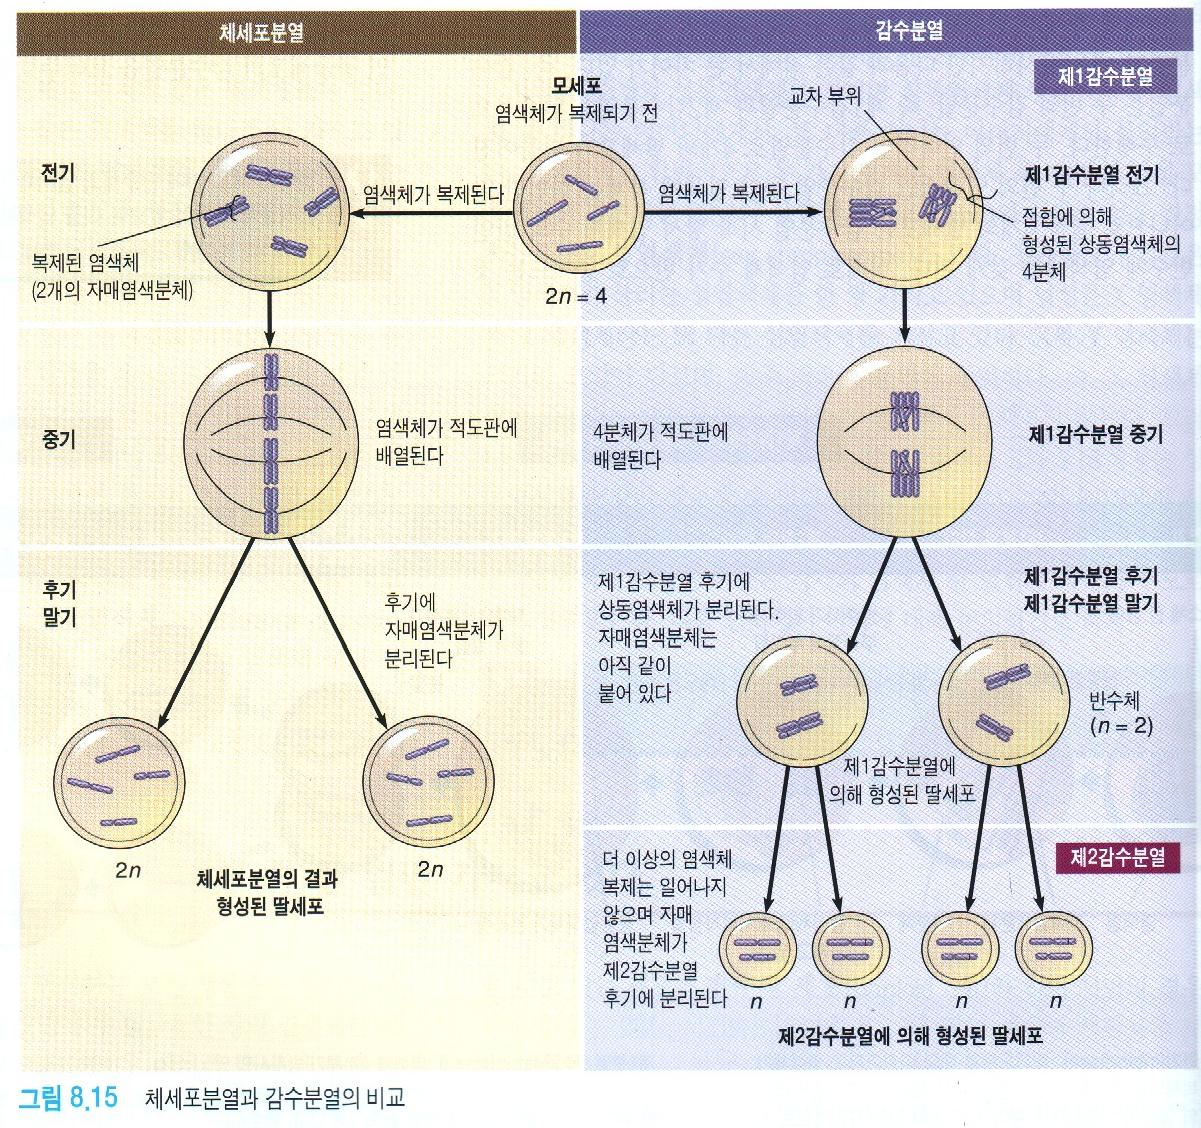 체세포분열
감수분열
제1감수분열
모세포
염색체가 복제되기 전
교차 부위
전기
염색체가 복제된다
염색체가 복제된다
제1감수분열 전기
접합에 의해
형성된 상동염색체의
4분체
복제된 염색체
(2개의 자매염색분체)
2n = 4
중기
염색체가 적도판에
배열된다
4분체가 적도판에
배열된다
제1감수분열 중기
후기
말기
후기에
자매염색분체가
분리된다
제1감수분열 후기에
상동염색체가 분리된다.
자매염색분체는
아직 같이
붙어 있다
제1감수분열 후기
제1감수분열 말기
반수체
(n = 2)
제1감수분열에
의해 형성된 딸세포
2n
2n
체세포분열의 결과
형성된 딸세포
제2감수분열
더 이상의 염색체
복제는 일어나지
않으며 자매
염색분체가
제2감수분열
후기에 분리된다
n
n
n
n
제2감수분열에 의해 형성된 딸세포
그림 8.15 체세포분열과 감수분열의 비교